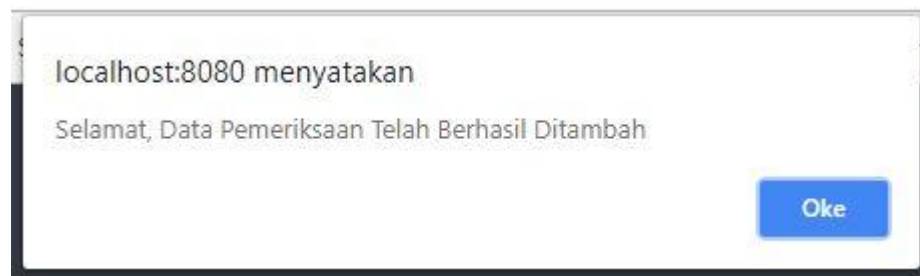 localhost:8080 menyatakan
Selamat, Data Pemeriksaan Telah Berhasil Ditambah
Oke